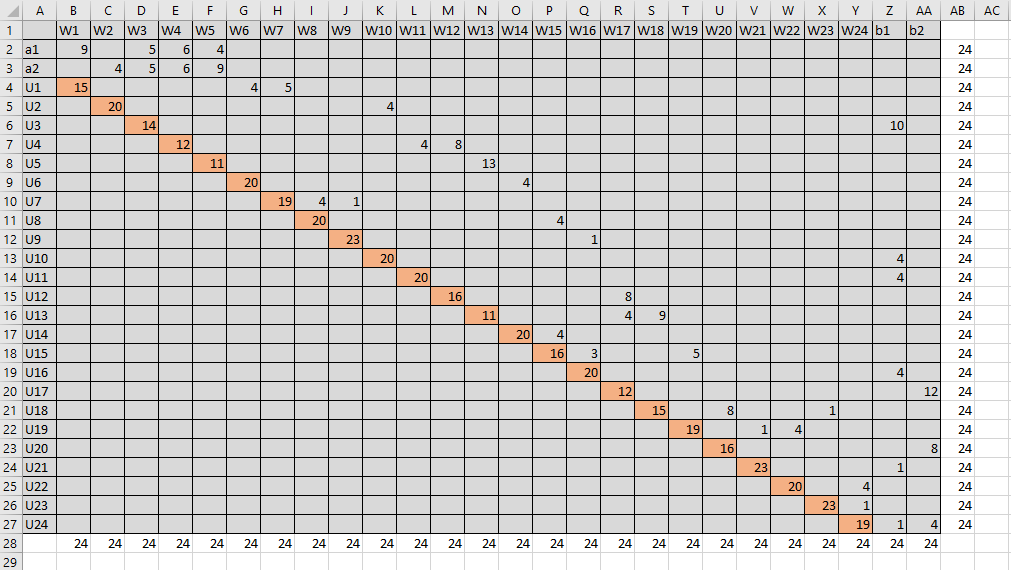 A B C D E F G H I J K L M N O P Q R S T U V W X Y Z AA AB AC
1 W1 W2 W3 W4 W5 W6 W7 W8 W9 W10 W11 W12 W13 W14 W15 W16 W17 W18 W19 W20 W21 W22 W23 W24 b1 b2
2 a1 9 5 6 4 24
3 a2 4 5 6 9 24
4 U1 15 4 5 24
5 U2 20 4 24
6 U3 14 10 24
7 U4 12 4 8 24
8 U5 11 13 24
9 U6 20 4 24
10 U7 19 4 1 24
11 U8 20 4 24
12 U9 23 1 24
13 U10 20 4 24
14 U11 20 4 24
15 U12 16 8 24
16 U13 11 4 9 24
17 U14 20 4 24
18 U15 16 3 5 24
19 U16 20 4 24
20 U17 12 12 24
21 U18 15 8 1 24
22 U19 19 1 4 24
23 U20 16 8 24
24 U21 23 1 24
25 U22 20 4 24
26 U23 23 1 24
27 U24 19 1 4 24
28 24 24 24 24 24 24 24 24 24 24 24 24 24 24 24 24 24 24 24 24 24 24 24 24 24 24
29